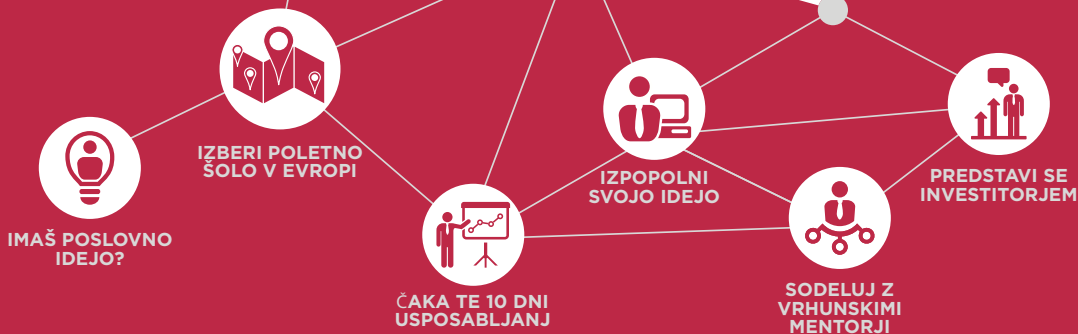 IMAŠ POSLOVNO
IDEJO?
IZBERI POLETNO
ŠOLO V EVROPI
ČAKA TE 10 DNI
USPOSABLJANJ
IZPOPOLNI
SVOJO IDEJO
SODELUJ Z
VRHUNSKIMI
MENTORJI
PREDSTAVI SE
INVESTITORJEM